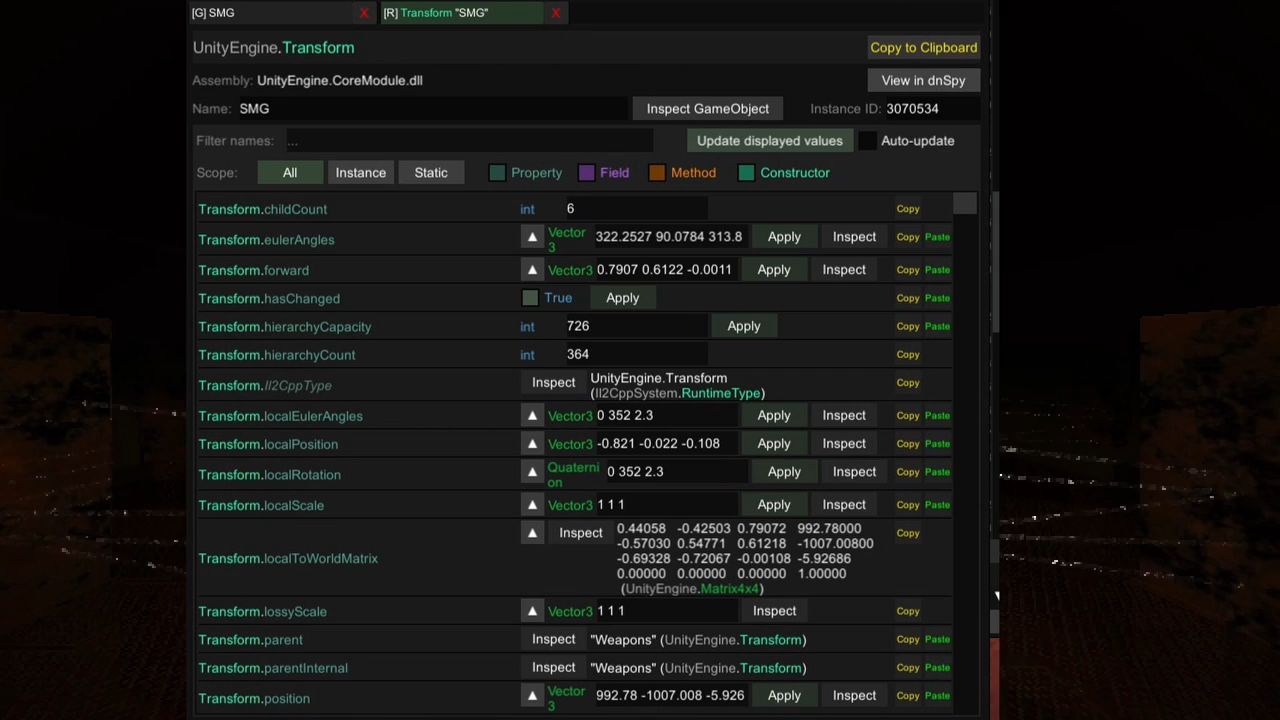 [G] SMG X [R] Transform "SMG" X
UnityEngine.Transform Copy to Clipboard
Assembly: UnityEngine.CoreModule.dll View in dnSpy
Name: SMG Inspect GameObject Instance ID: 3070534
Filter names: ... Update displayed values Auto-update
Scope: All Instance Static Property Field Method Constructor
Transform.childCount int 6 Copy
Transform.eulerAngles ▲ Vector3 322.2527 90.0784 313.8 Apply Inspect Copy Paste
Transform.forward ▲ Vector3 0.7907 0.6122 -0.0011 Apply Inspect Copy Paste
Transform.hasChanged True Apply Copy Paste
Transform.hierarchyCapacity int 726 Apply Copy Paste
Transform.hierarchyCount int 364 Copy
Transform.Il2CppType Inspect UnityEngine.Transform Copy
(Il2CppSystem.RuntimeType)
Transform.localEulerAngles ▲ Vector3 0 352 2.3 Apply Inspect Copy Paste
Transform.localPosition ▲ Vector3 -0.821 -0.022 -0.108 Apply Inspect Copy Paste
Transform.localRotation ▲ Quaternion 0 352 2.3 Apply Inspect Copy Paste
Transform.localScale ▲ Vector3 1 1 1 Apply Inspect Copy Paste
Transform.localToWorldMatrix ▲ Inspect 0.44058 -0.42503 0.79072 992.78000 Copy
-0.57030 0.54771 0.61218 -1007.00800
-0.69328 -0.72067 -0.00108 -5.92686
0.00000 0.00000 0.00000 1.00000
(UnityEngine.Matrix4x4)
Transform.lossyScale ▲ Vector3 1 1 1 Inspect Copy
Transform.parent Inspect "Weapons" (UnityEngine.Transform) Copy Paste
Transform.parentInternal Inspect "Weapons" (UnityEngine.Transform) Copy Paste
Transform.position ▲ Vector3 992.78 -1007.008 -5.926 Apply Inspect Copy Paste